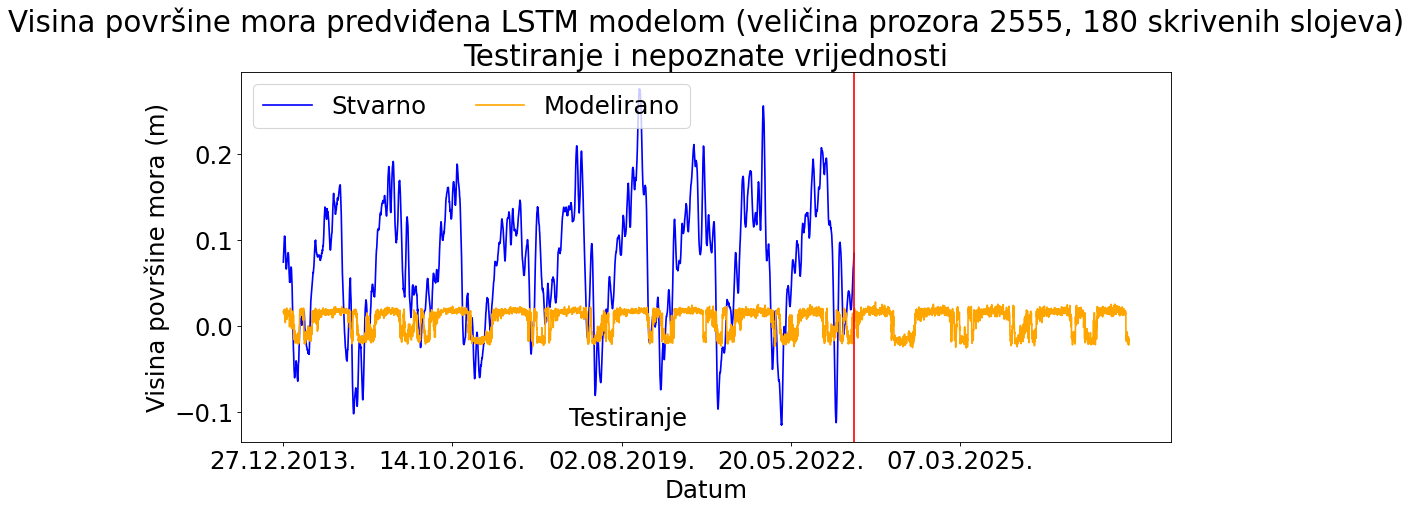 Visina površine mora predviđena LSTM modelom (veličina prozora 2555, 180 skrivenih slojeva)
Testiranje i nepoznate vrijednosti
Stvarno
Modelirano
Visina površine mora (m)
0.2
0.1
0.0
−0.1
Testiranje
27.12.2013.
14.10.2016.
02.08.2019.
20.05.2022.
07.03.2025.
Datum